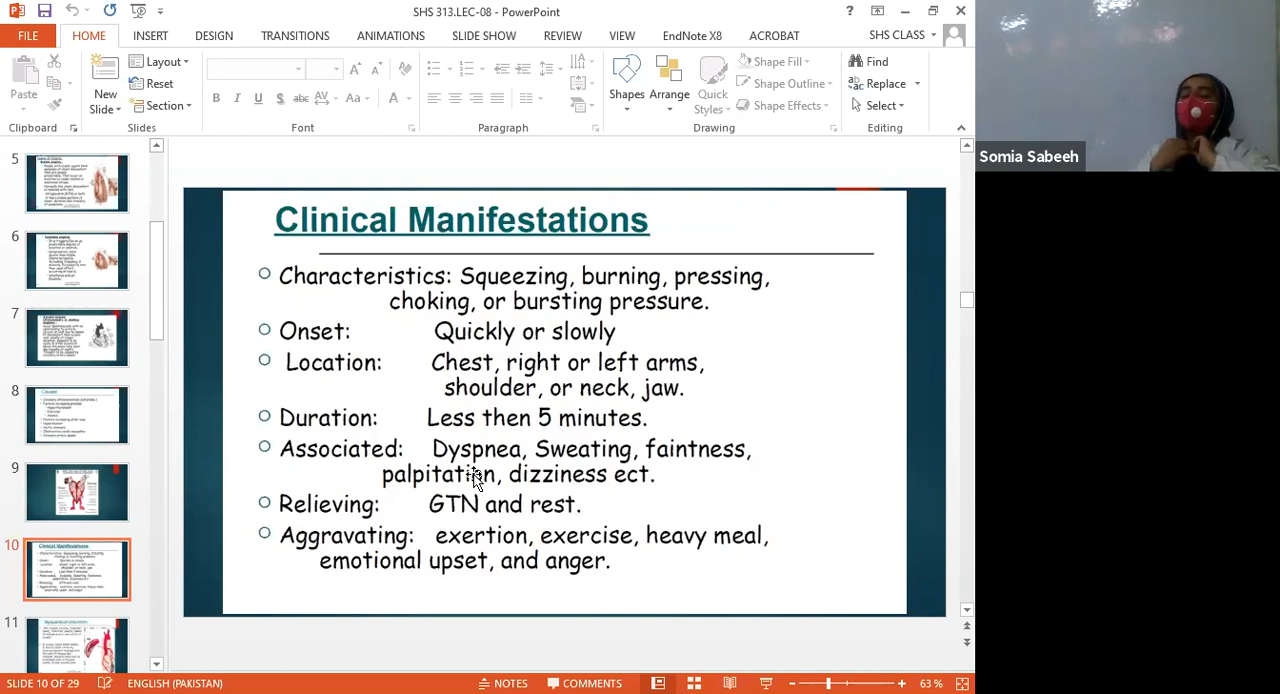 SHS 313.LEC-08 - PowerPoint
FILE HOME INSERT DESIGN TRANSITIONS ANIMATIONS SLIDE SHOW REVIEW VIEW EndNote X8 ACROBAT SHS CLASS
Paste
New
Slide
Layout
Reset
Section
B I U S abc AV Aa A
Shapes
Arrange
Quick
Styles
Shape Fill
Shape Outline
Shape Effects
Find
Replace
Select
Clipboard Slides Font Paragraph Drawing Editing
5
6
7
8
9
10
11
Clinical Manifestations
Characteristics: Squeezing, burning, pressing,
choking, or bursting pressure.
Onset: Quickly or slowly
Location: Chest, right or left arms,
shoulder, or neck, jaw.
Duration: Less then 5 minutes.
Associated: Dyspnea, Sweating, faintness,
palpitation, dizziness ect.
Relieving: GTN and rest.
Aggravating: exertion, exercise, heavy meal,
emotional upset, and anger.
SLIDE 10 OF 29 ENGLISH (PAKISTAN) NOTES COMMENTS 63 %
Somia Sabeeh